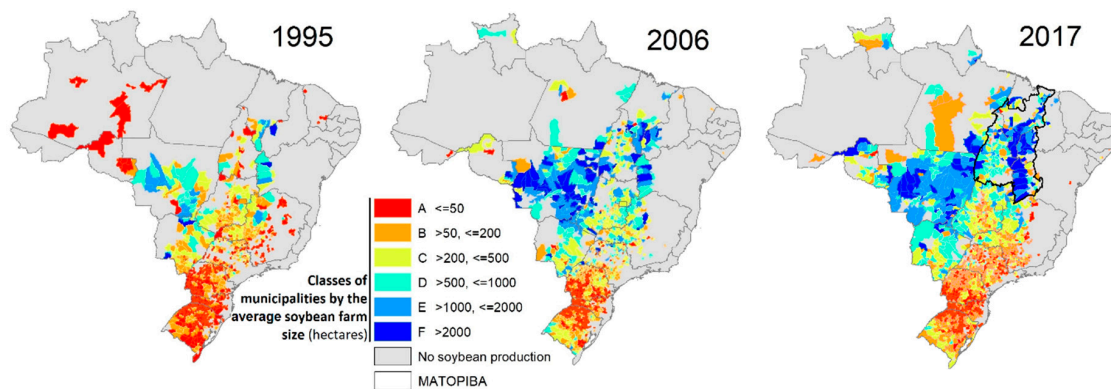 1995
2006
2017
Classes of
municipalities by the
average soybean farm
size (hectares)
A <=50
B >50, <=200
C >200, <=500
D >500, <=1000
E >1000, <=2000
F >2000
No soybean production
MATOPIBA